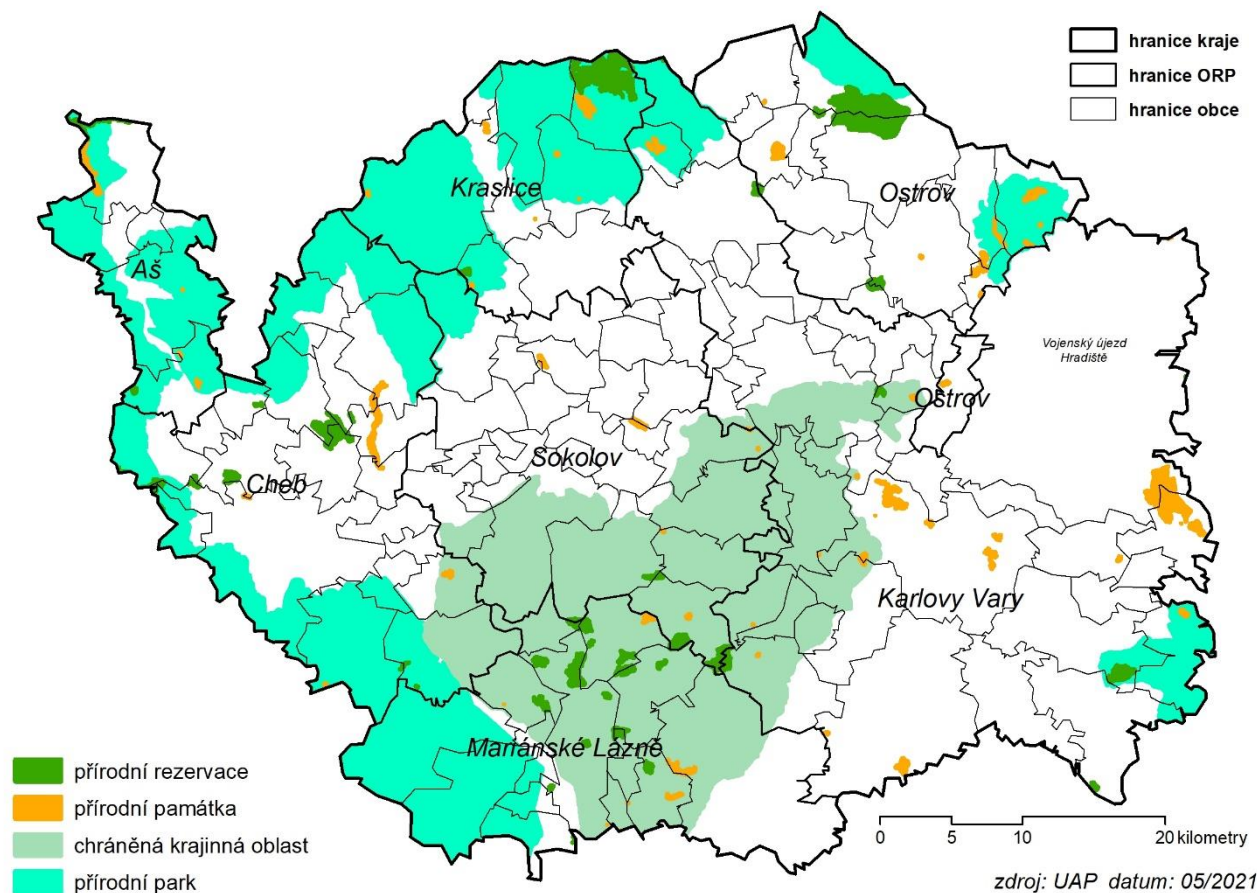 hranice kraje
hranice ORP
hranice obce
Kraslice
Ostrov
Aš
Vojenský újezd
Hradiště
Ostrov
Sokolov
Cheb
Karlovy Vary
Mariánské Lázně
přírodní rezervace
přírodní památka
chráněná krajinná oblast
přírodní park
0 5 10 20 kilometry
zdroj: UAP datum: 05/2021